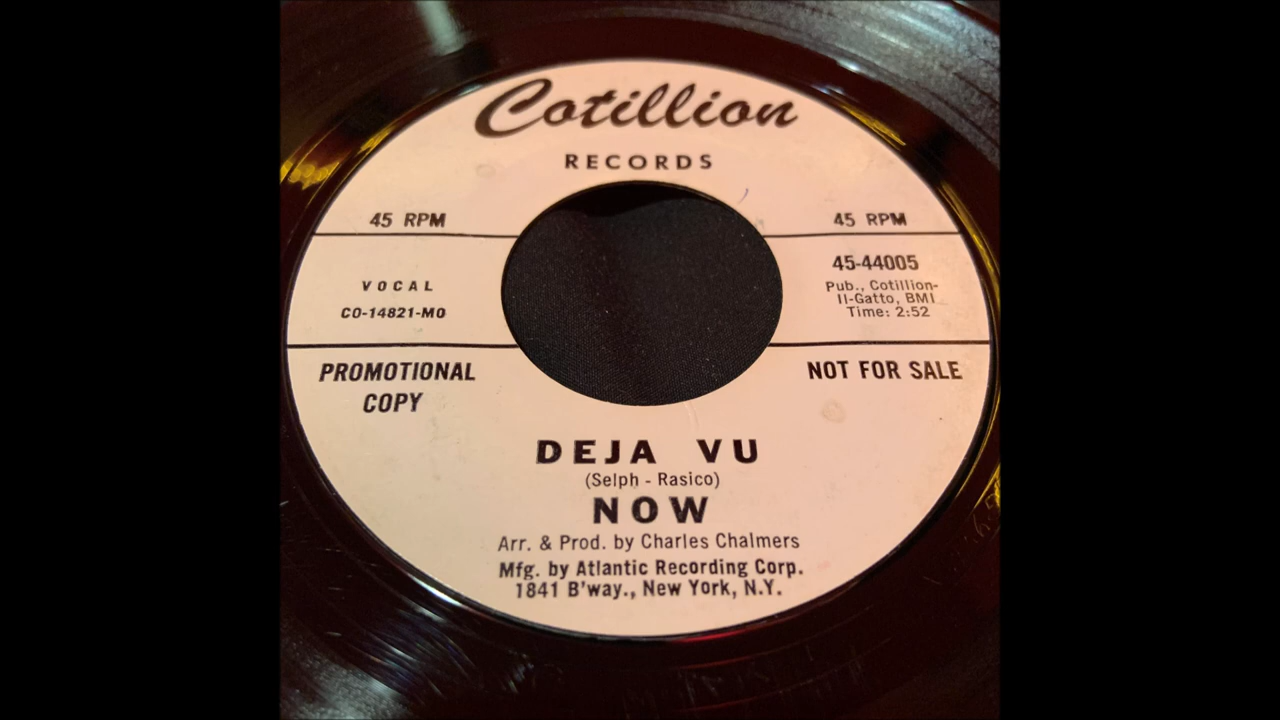 Cotillion
RECORDS
45 RPM
45 RPM
VOCAL
CO-14821-MO
45-44005
Pub., Cotillion-
Il-Gatto, BMI
Time: 2:52
PROMOTIONAL
COPY
NOT FOR SALE
DEJA VU
(Selph - Rasico)
NOW
Arr. & Prod. by Charles Chalmers
Mfg. by Atlantic Recording Corp.
1841 B'way., New York, N.Y.